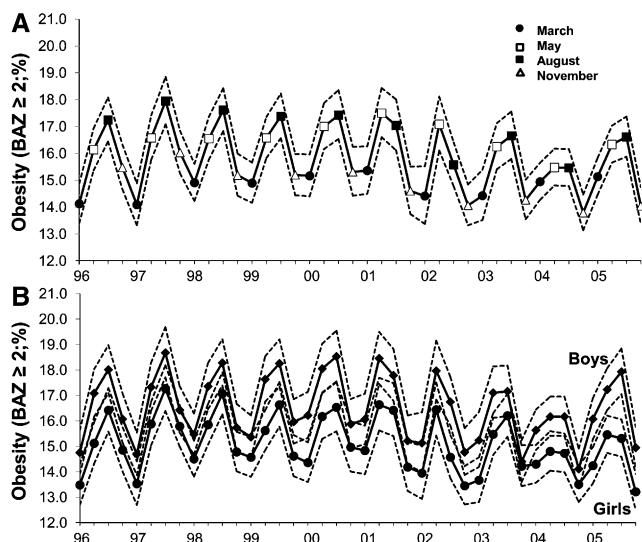 A
Obesity (BAZ ≥ 2;%)
21.0
20.0
19.0
18.0
17.0
16.0
15.0
14.0
13.0
12.0
March
May
August
November
96 97 98 99 00 01 02 03 04 05
B
Obesity (BAZ ≥ 2;%)
21.0
20.0
19.0
18.0
17.0
16.0
15.0
14.0
13.0
12.0
Boys
Girls
96 97 98 99 00 01 02 03 04 05